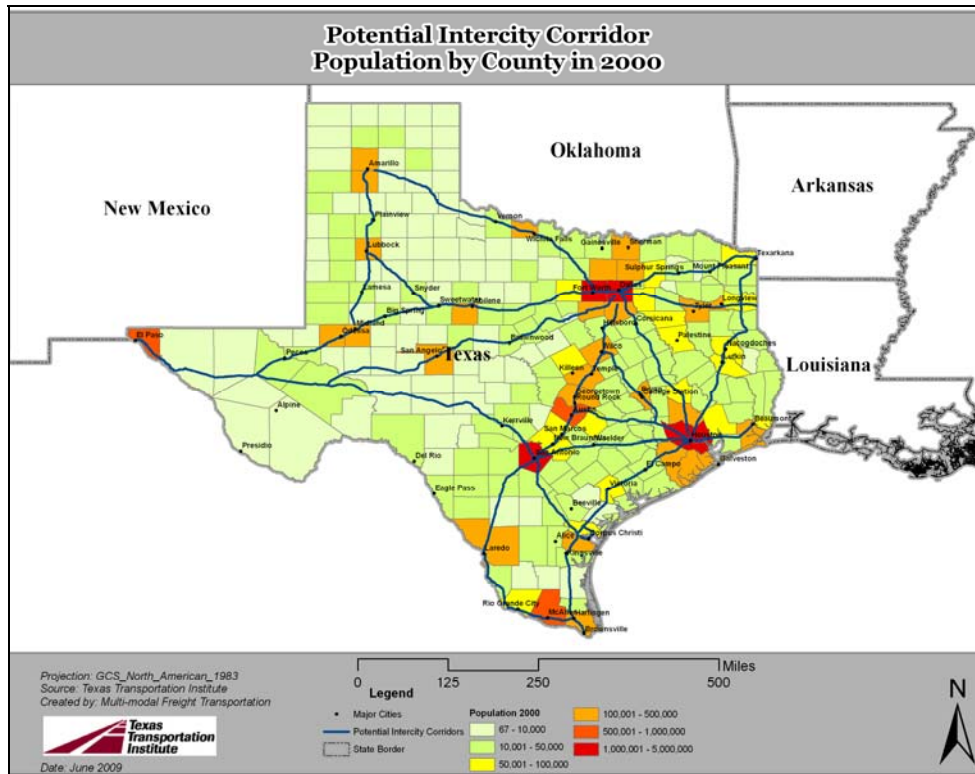 Potential Intercity Corridor
Population by County in 2000
Oklahoma
Arkansas
New Mexico
Amarillo
Plainview
Vernon
Wichita Falls
Gainesville
Sherman
Texarkana
Lubbock
Sulphur Springs
Mount Pleasant
Lamesa
Snyder
Fort Worth
Dallas
Sweetwater
Abilene
Tyler
Longview
Big Spring
Midland
Odessa
Hillsboro
Corsicana
El Paso
Pecos
Brownwood
Palestine
Nacogdoches
San Angelo
Texas
Waco
Lufkin
Louisiana
Killeen
Temple
Georgetown
Round Rock
College Station
Austin
Alpine
Kerrville
San Marcos
Beaumont
New Braunfels
Waelder
Houston
Presidio
San Antonio
Del Rio
El Campo
Galveston
Eagle Pass
Victoria
Beeville
Alice
Corpus Christi
Laredo
Kingsville
Rio Grande City
McAllen
Harlingen
Brownsville
Projection: GCS_North_American_1983
Source: Texas Transportation Institute
Created by: Multi-modal Freight Transportation
Texas
Transportation
Institute
Date: June 2009
Miles
0 125 250 500
Legend
Major Cities
Potential Intercity Corridors
State Border
Population 2000
67 - 10,000
10,001 - 50,000
50,001 - 100,000
100,001 - 500,000
500,001 - 1,000,000
1,000,001 - 5,000,000
N